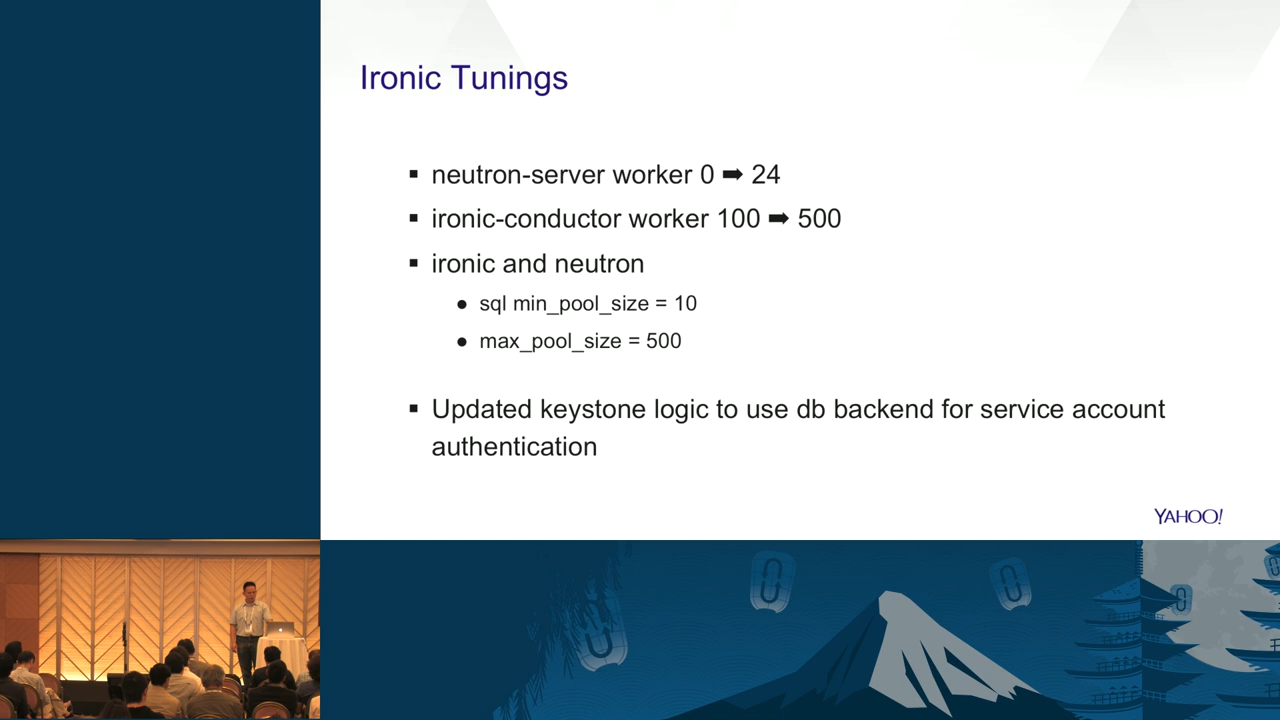 Ironic Tunings
▪ neutron-server worker 0 ➡ 24
▪ ironic-conductor worker 100 ➡ 500
▪ ironic and neutron
● sql min_pool_size = 10
● max_pool_size = 500
▪ Updated keystone logic to use db backend for service account
authentication
YAHOO!